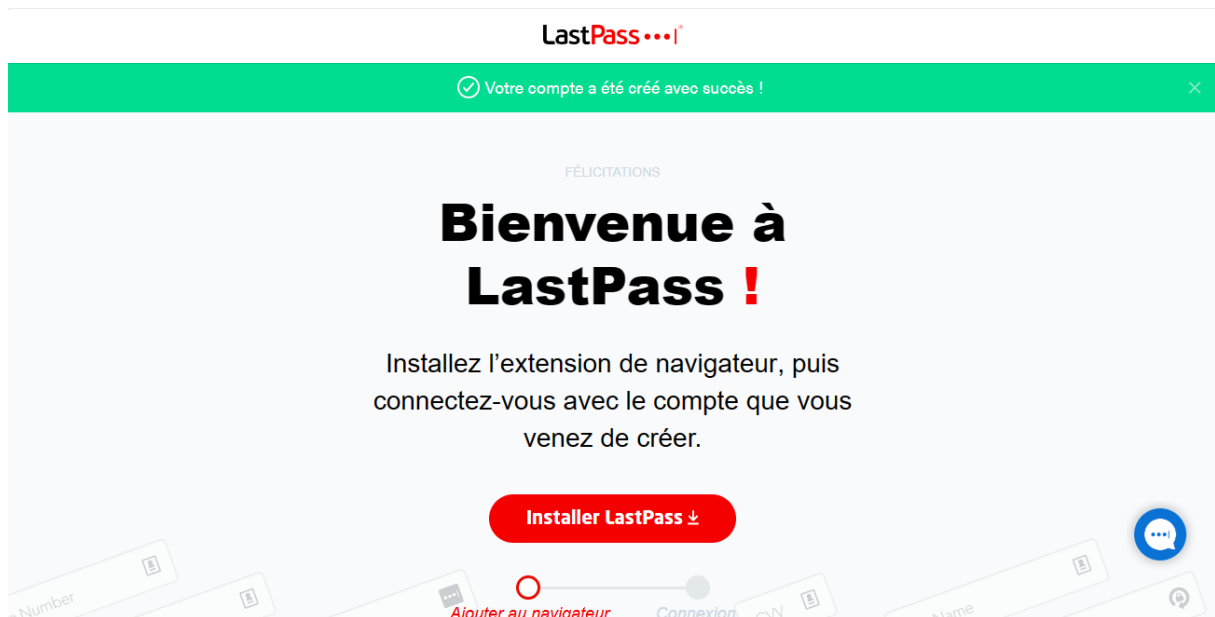 LastPass
Votre compte a été créé avec succès !
FÉLICITATIONS
Bienvenue à
LastPass !
Installez l’extension de navigateur, puis
connectez-vous avec le compte que vous
venez de créer.
Installer LastPass
Number
Ajouter au navigateur
Connexion
CVV
Name